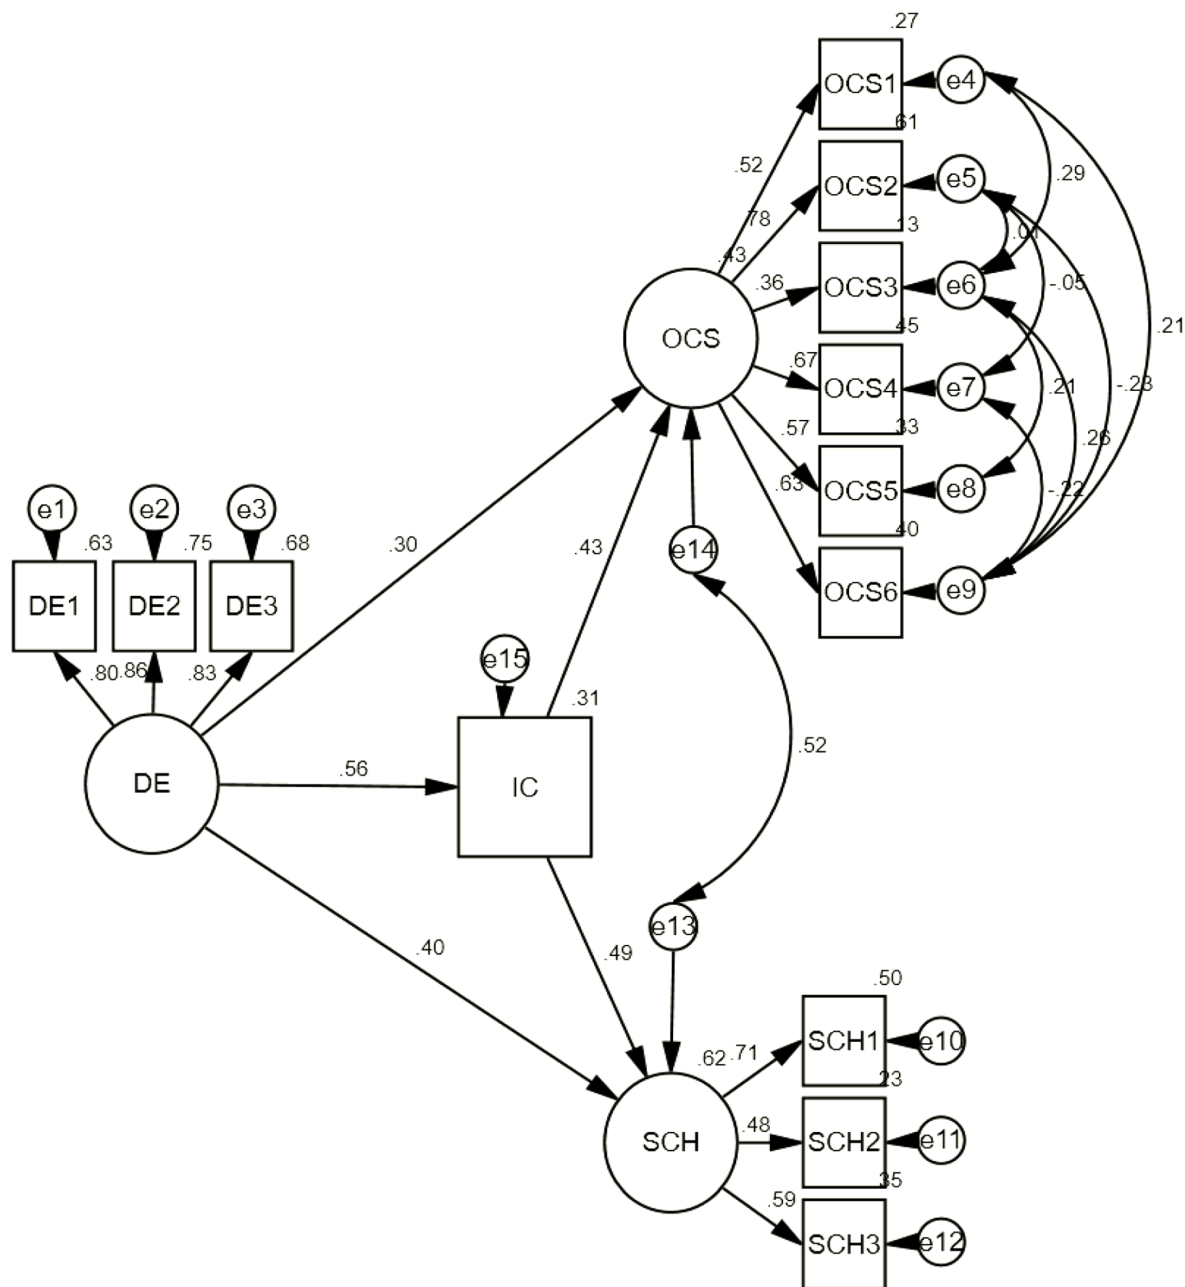 .27
OCS1
e4
.61
.52
OCS2
e5
.29
.78
.13
.43
.36
OCS3
e6
-.05
OCS
.45
.21
.67
OCS4
e7
.21
-.23
.33
.57
.26
.63
OCS5
e8
-.22
e1
e2
e3
.40
.63
.75
.68
.30
.43
e14
DE1
DE2
DE3
OCS6
e9
.80
.86
.83
e15
.31
.52
DE
.56
IC
e13
.40
.49
.50
.62
.71
SCH1
e10
.23
.48
SCH
SCH2
e11
.35
.59
SCH3
e12